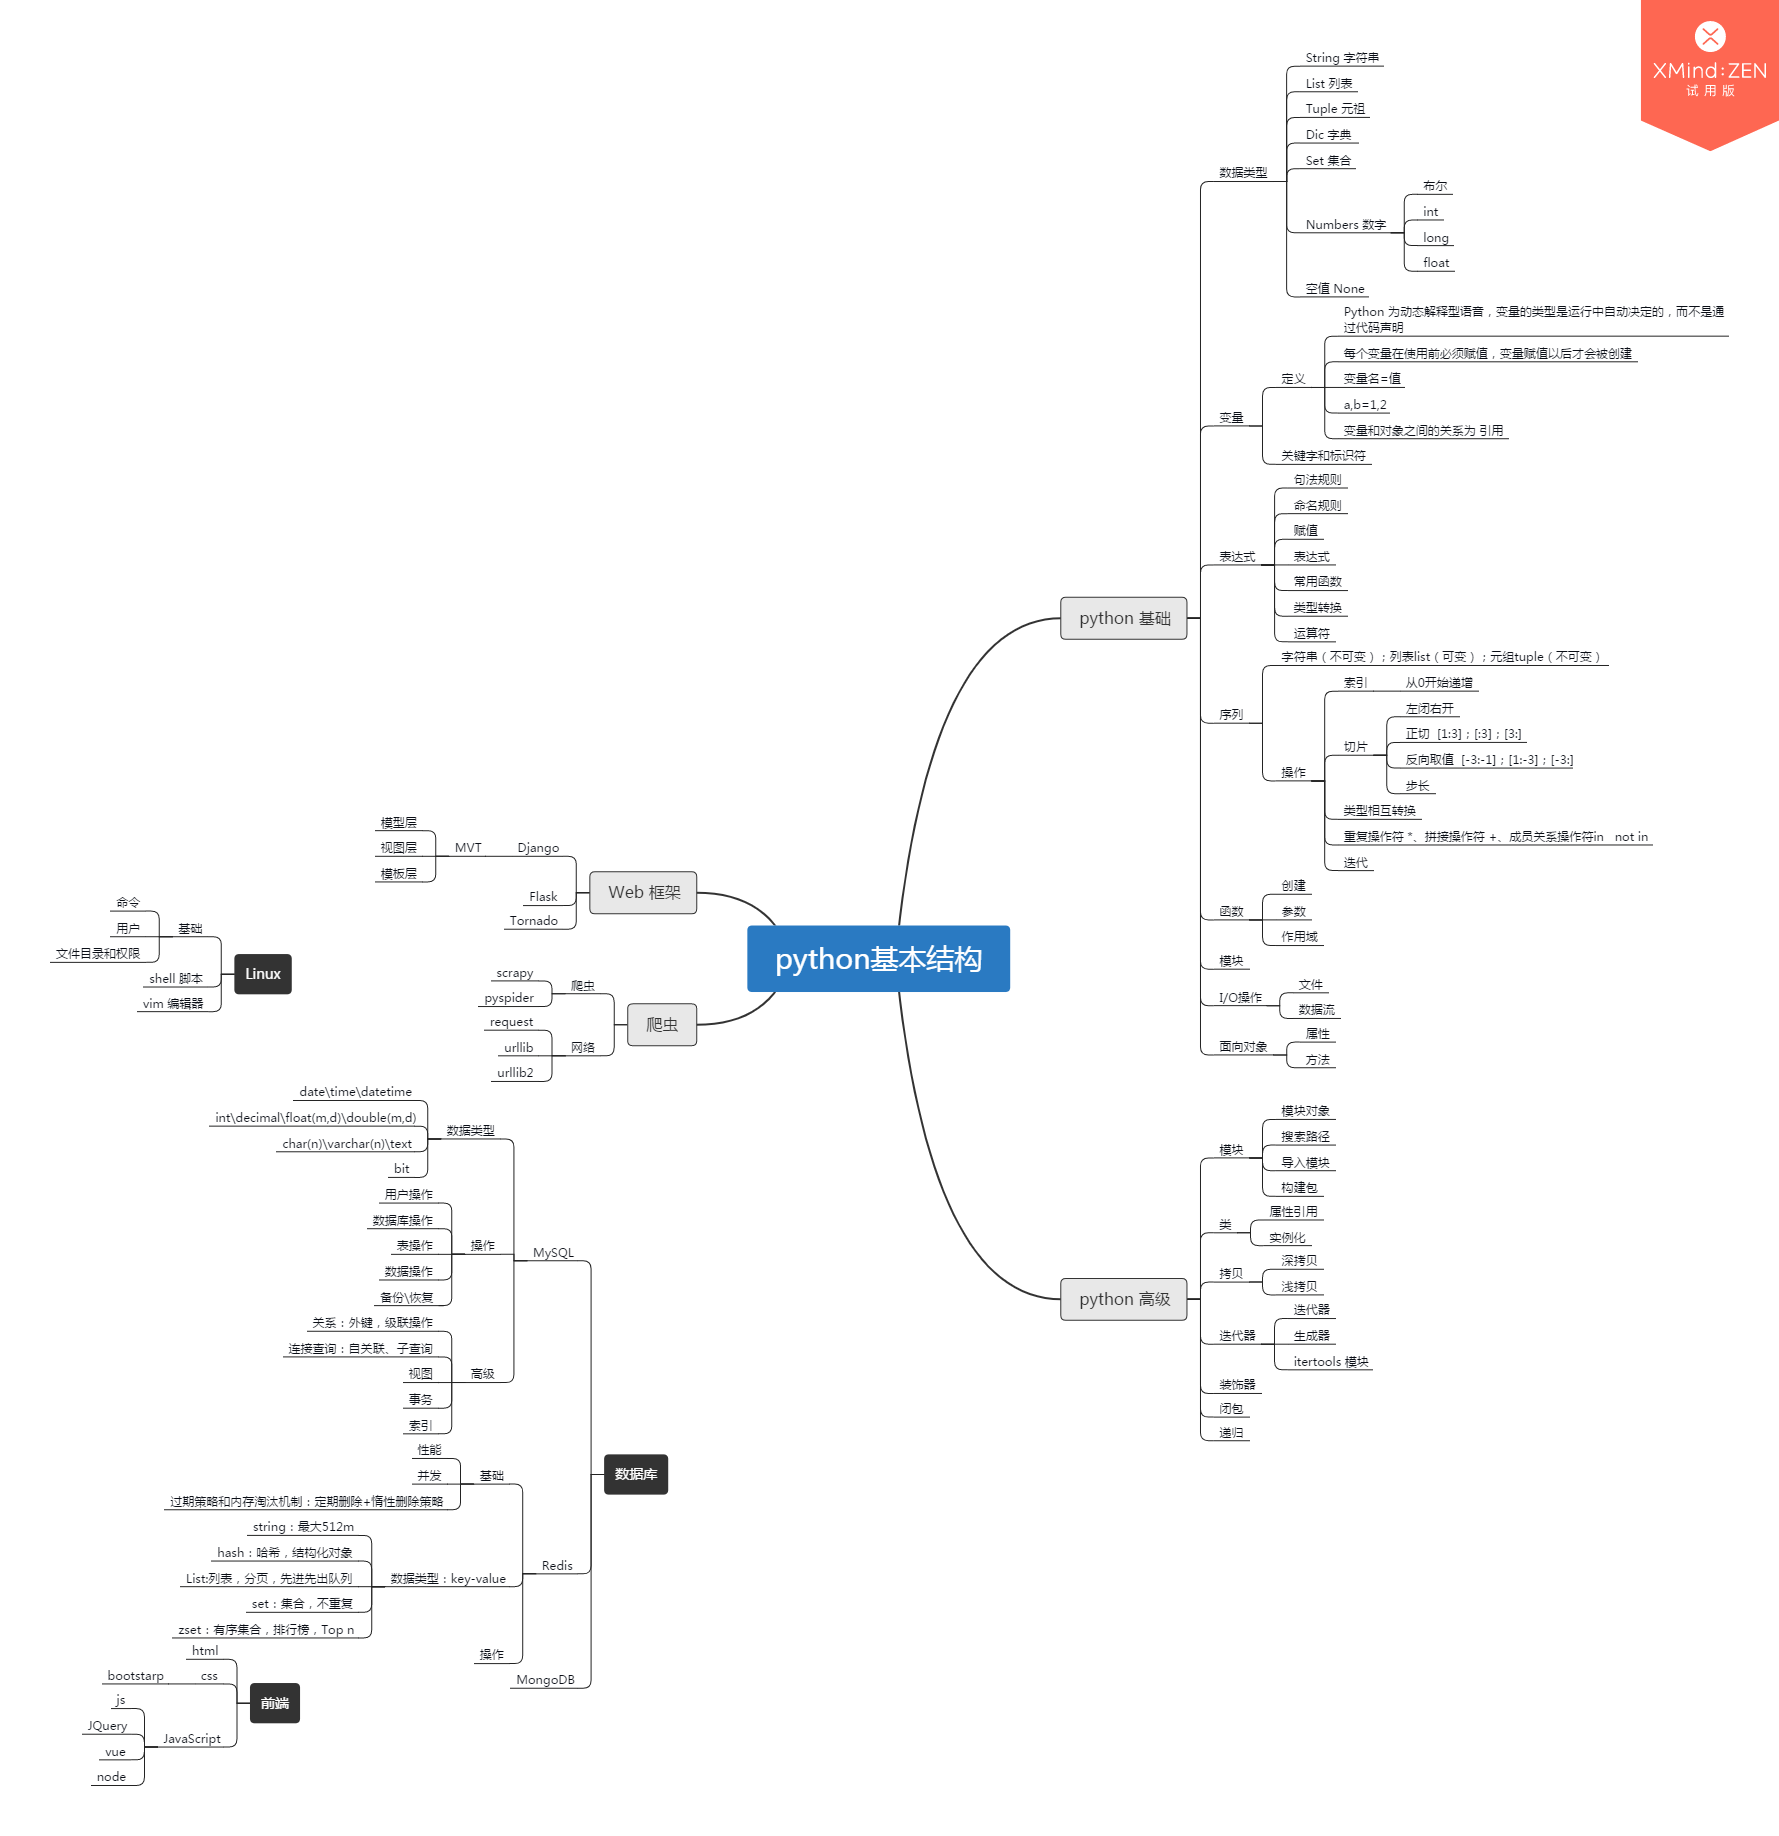 XMind:ZEN
试用版
python基本结构
python 基础
数据类型
String 字符串
List 列表
Tuple 元祖
Dic 字典
Set 集合
Numbers 数字
布尔
int
long
float
空值 None
变量
定义
Python 为动态解释型语音，变量的类型是运行中自动决定的，而不是通
过代码声明
每个变量在使用前必须赋值，变量赋值以后才会被创建
变量名=值
a,b=1,2
变量和对象之间的关系为 引用
关键字和标识符
表达式
句法规则
命名规则
赋值
表达式
常用函数
类型转换
运算符
序列
字符串（不可变）；列表list（可变）；元组tuple（不可变）
操作
索引
从0开始递增
切片
左闭右开
正切 [1:3]；[:3]；[3:]
反向取值 [-3:-1]；[1:-3]；[-3:]
步长
类型相互转换
重复操作符 *、拼接操作符 +、成员关系操作符in not in
迭代
函数
创建
参数
作用域
模块
I/O操作
文件
数据流
面向对象
属性
方法
python 高级
模块
模块对象
搜索路径
导入模块
构建包
类
属性引用
实例化
拷贝
深拷贝
浅拷贝
迭代器
迭代器
生成器
itertools 模块
装饰器
闭包
递归
Web 框架
Django
MVT
模型层
视图层
模板层
Flask
Tornado
爬虫
爬虫
scrapy
pyspider
网络
request
urllib
urllib2
Linux
基础
命令
用户
文件目录和权限
shell 脚本
vim 编辑器
数据库
MySQL
数据类型
date\time\datetime
int\decimal\float(m,d)\double(m,d)
char(n)\varchar(n)\text
bit
操作
用户操作
数据库操作
表操作
数据操作
备份\恢复
高级
关系：外键，级联操作
连接查询：自关联、子查询
视图
事务
索引
Redis
基础
性能
并发
过期策略和内存淘汰机制：定期删除+惰性删除策略
数据类型：key-value
string：最大512m
hash：哈希，结构化对象
List:列表，分页，先进先出队列
set：集合，不重复
zset：有序集合，排行榜，Top n
操作
MongoDB
前端
html
css
bootstarp
JavaScript
js
JQuery
vue
node